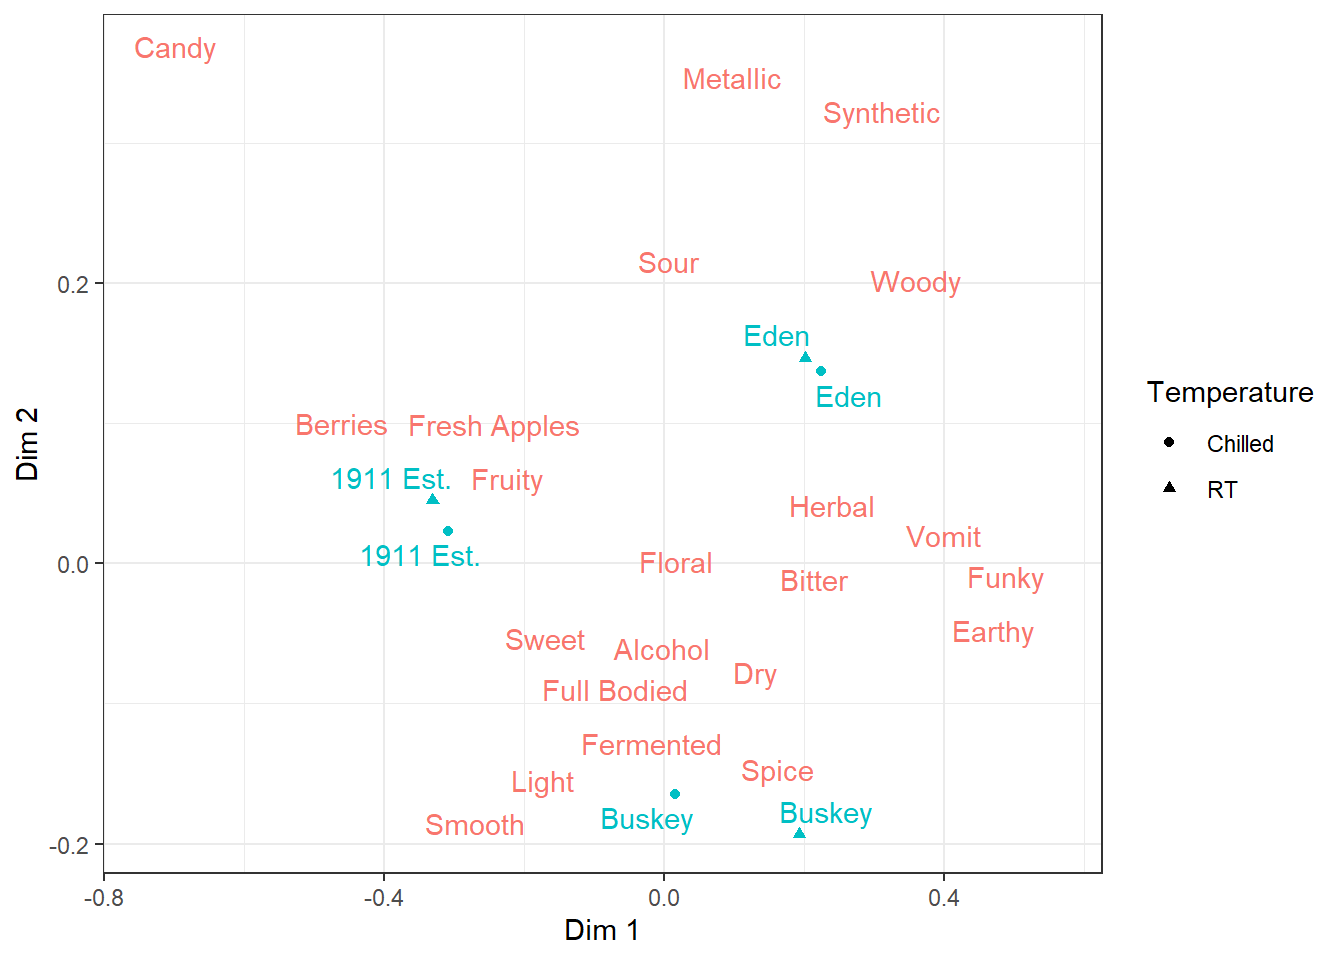 Candy
Metallic
Synthetic
Sour
0.2
Woody
Eden
Eden
Temperature
Berries
Fresh Apples
Dim 2
Chilled
1911 Est.
Fruity
RT
Herbal
Vomit
1911 Est.
0.0
Floral
Bitter
Funky
Sweet
Alcohol
Earthy
Dry
Full Bodied
Fermented
Spice
Light
Buskey
Buskey
Smooth
-0.2
-0.8
-0.4
0.0
0.4
Dim 1